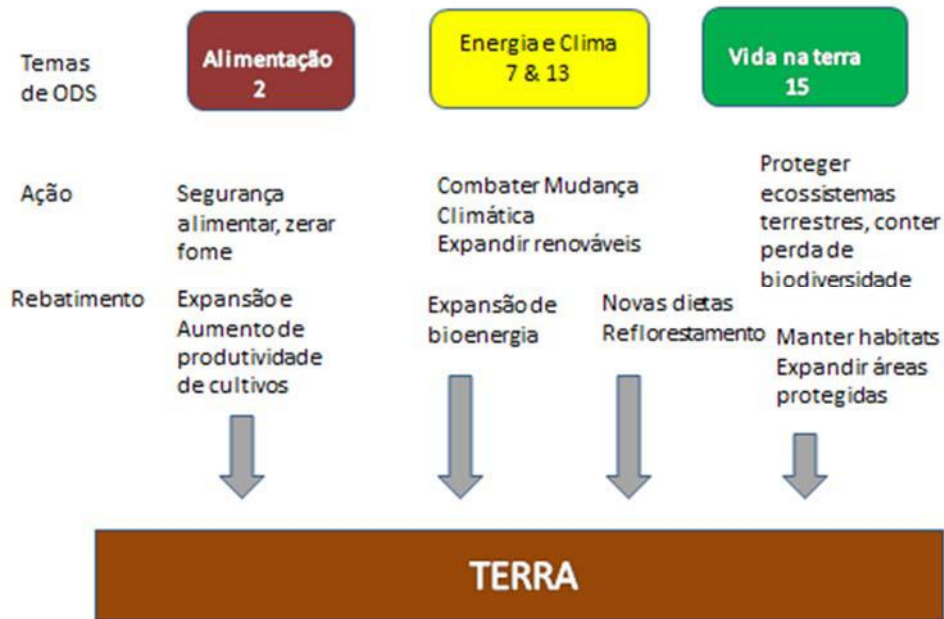 Temas
de ODS
Alimentação
2
Energia e Clima
7 & 13
Vida na terra
15
Ação
Segurança
alimentar, zerar
fome
Combater Mudança
Climática
Expandir renováveis
Proteger
ecossistemas
terrestres, conter
perda de
biodiversidade
Rebatimento
Expansão e
Aumento de
produtividade
de cultivos
Expansão de
bioenergia
Novas dietas
Reflorestamento
Manter habitats
Expandir áreas
protegidas
TERRA